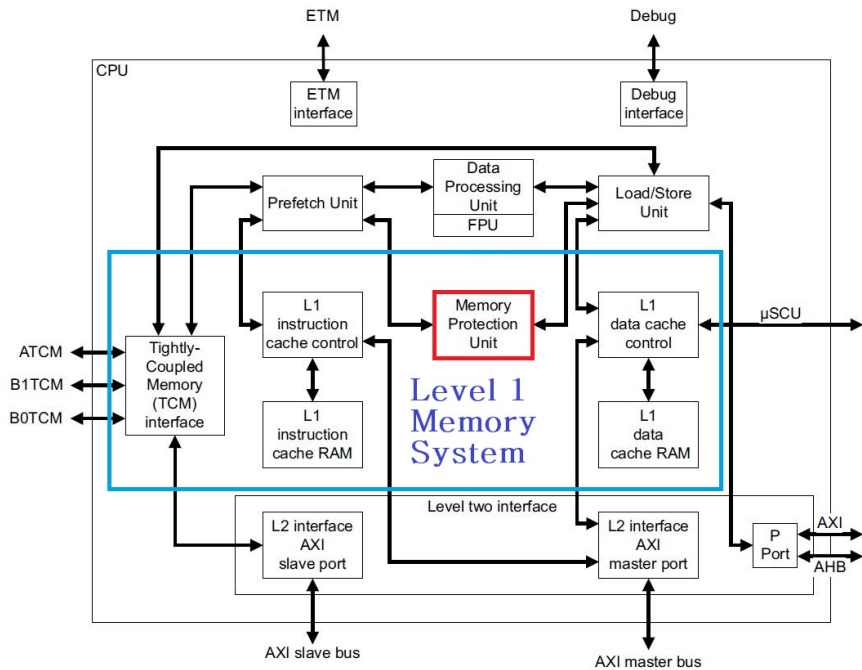 ETM
Debug
CPU
ETM
interface
Debug
interface
Prefetch Unit
Data
Processing
Unit
FPU
Load/Store
Unit
L1
instruction
cache control
Memory
Protection
Unit
L1
data cache
control
µSCU
ATCM
B1TCM
B0TCM
Tightly-
Coupled
Memory
(TCM)
interface
Level 1
Memory
System
L1
instruction
cache RAM
L1
data
cache RAM
Level two interface
L2 interface
AXI
slave port
L2 interface
AXI
master port
P
Port
AXI
AHB
AXI slave bus
AXI master bus